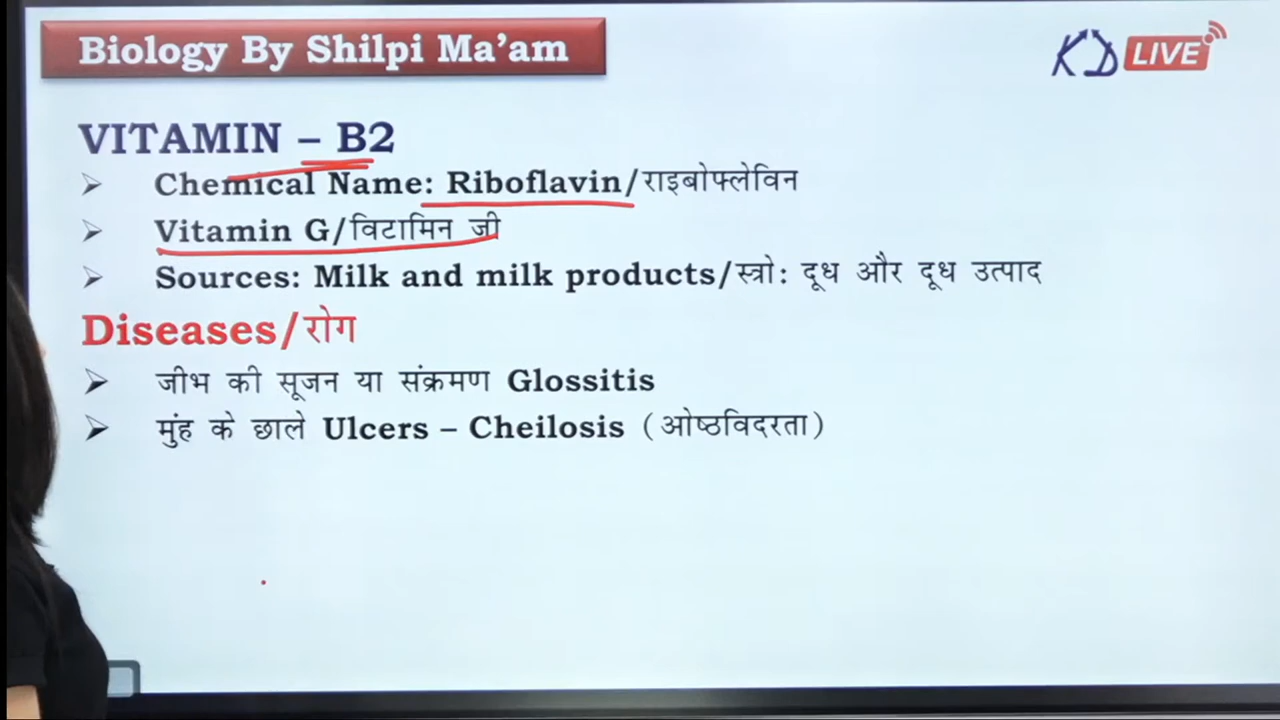 Biology By Shilpi Ma’am
KD LIVE
VITAMIN – B2
➢ Chemical Name: Riboflavin/राइबोफ्लेविन
➢ Vitamin G/विटामिन जी
➢ Sources: Milk and milk products/स्त्रो: दूध और दूध उत्पाद
Diseases/रोग
➢ जीभ की सूजन या संक्रमण Glossitis
➢ मुंह के छाले Ulcers – Cheilosis (ओष्ठविदरता)